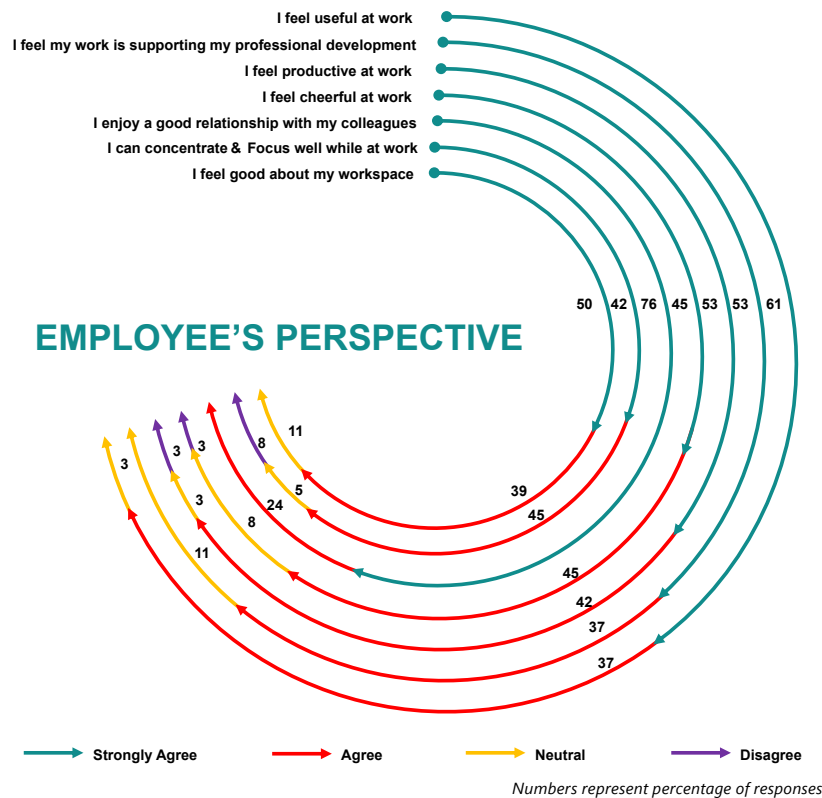 I feel useful at work
I feel my work is supporting my professional development
I feel productive at work
I feel cheerful at work
I enjoy a good relationship with my colleagues
I can concentrate & Focus well while at work
I feel good about my workspace
50 42 76 45 53 53 61
EMPLOYEE'S PERSPECTIVE
11
8
3 3
3
5
39
3
24
45
8
11
45
42
37
37
Strongly Agree Agree Neutral Disagree
Numbers represent percentage of responses